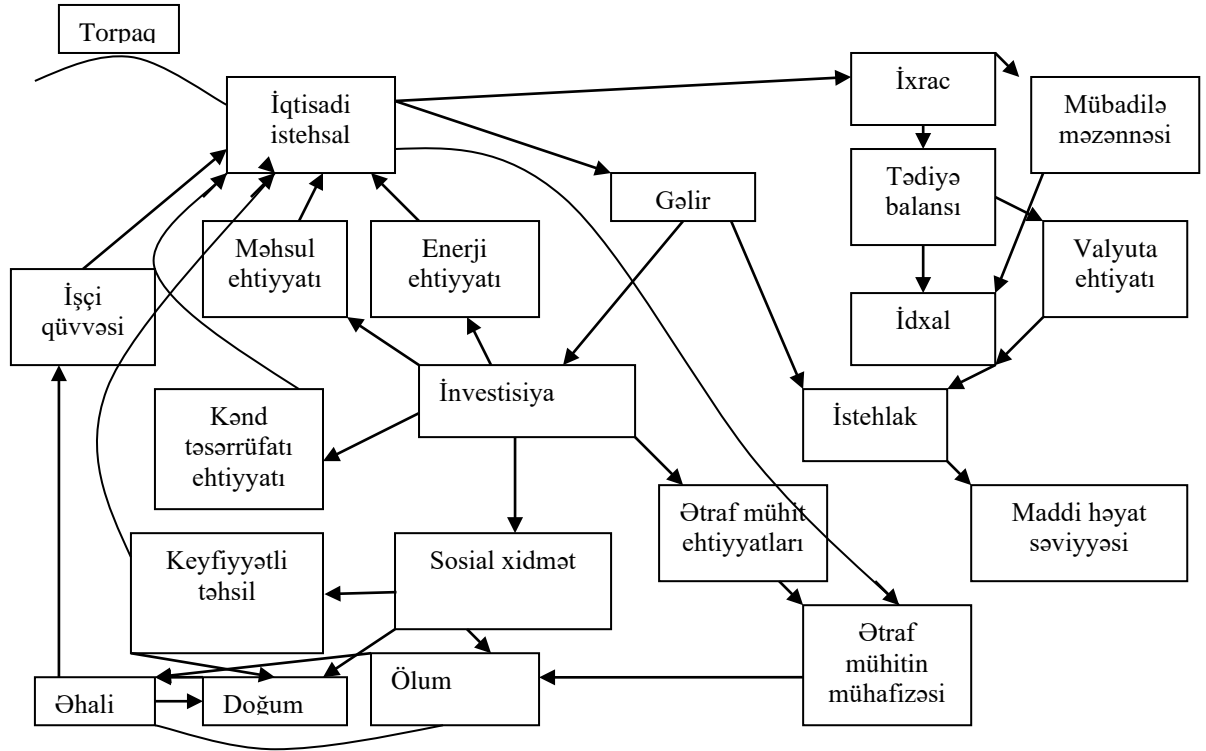 Torpaq
İqtisadi
istehsal
İxrac
Mübadilə
məzənnəsi
Tədiyə
balansı
Gəlir
Məhsul
ehtiyyatı
Enerji
ehtiyyatı
Valyuta
ehtiyatı
İşçi
qüvvəsi
İdxal
İnvestisiya
İstehlak
Kənd
təsərrüfatı
ehtiyyatı
Ətraf mühit
ehtiyyatları
Maddi həyat
səviyyəsi
Keyfiyyətli
təhsil
Sosial xidmət
Ətraf
mühitin
mühafizəsi
Əhali
Doğum
Ölum